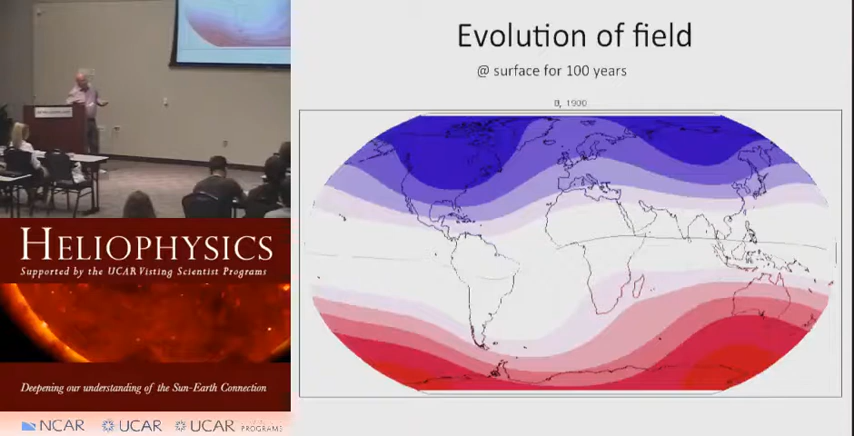 Evolution of field
@ surface for 100 years
1900
HELIOPHYSICS
Supported by the UCAR Visting Scientist Programs
Deepening our understanding of the Sun-Earth Connection
NCAR UCAR UCAR PROGRAMS